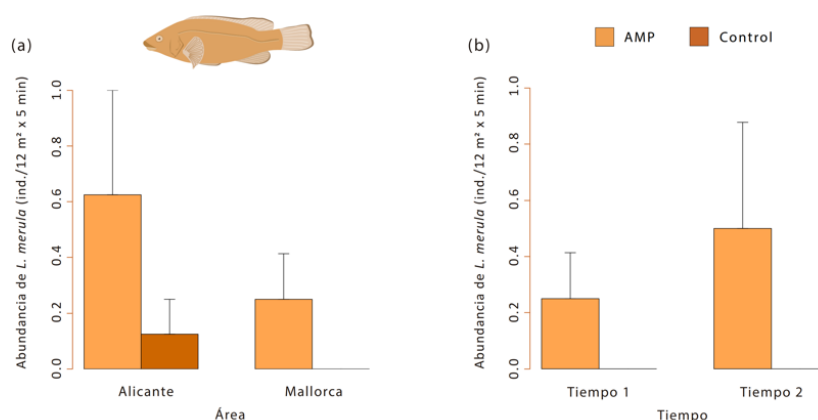 (a)
Abundancia de L. merula (ind./12 m² x 5 min)
1.0
0.8
0.6
0.4
0.2
0.0
Alicante
Mallorca
Área
(b)
AMP
Control
Abundancia de L. merula (ind./12 m² x 5 min)
1.0
0.8
0.6
0.4
0.2
0.0
Tiempo 1
Tiempo 2
Tiempo